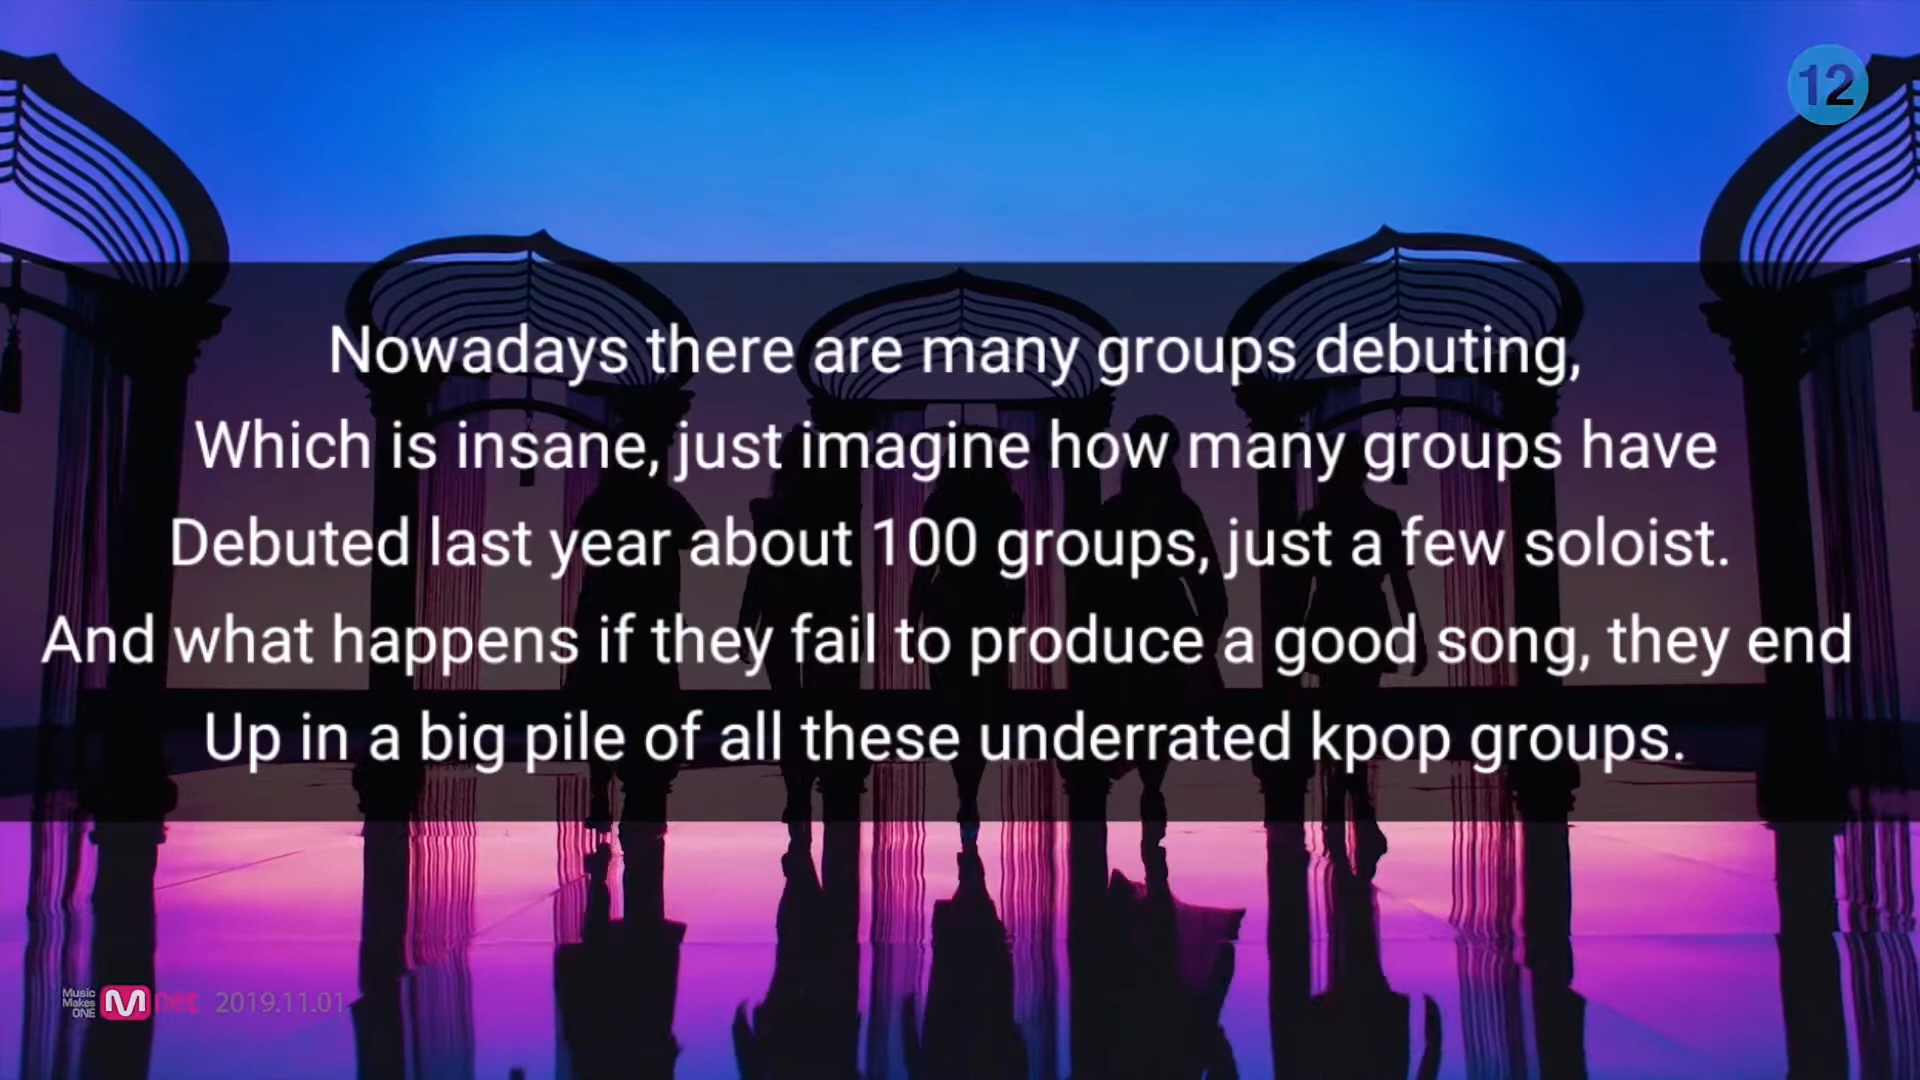 12
Nowadays there are many groups debuting,
Which is insane, just imagine how many groups have
Debuted last year about 100 groups, just a few soloist.
And what happens if they fail to produce a good song, they end
Up in a big pile of all these underrated kpop groups.
Music
Makes
ONE
Mnet 2019.11.01